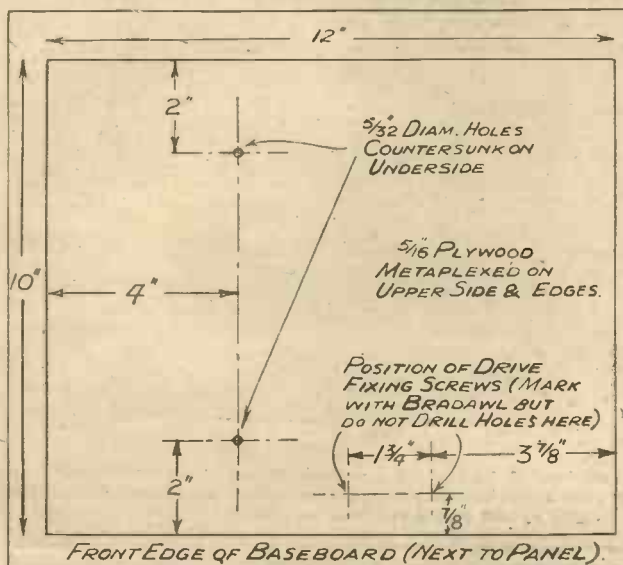 12"
2"
5/32" DIAM. HOLES
COUNTERSUNK ON
UNDERSIDE
5/16" PLYWOOD
METAPLEXED ON
UPPER SIDE & EDGES.
10"
4"
POSITION OF DRIVE
FIXING SCREWS (MARK
WITH BRADAWL BUT
DO NOT DRILL HOLES HERE)
1 3/4"
3 7/8"
2"
7/8"
FRONT EDGE OF BASEBOARD (NEXT TO PANEL).